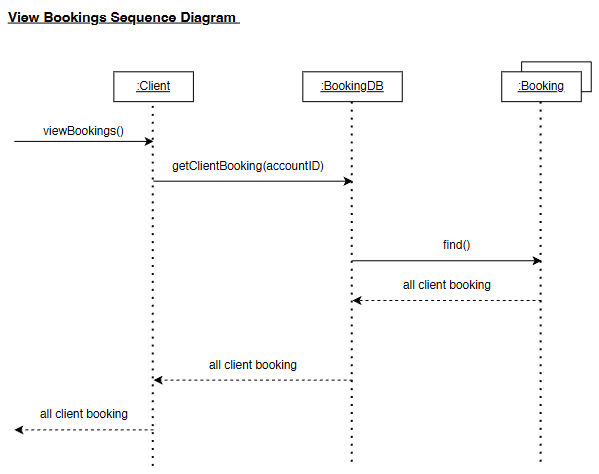 View Bookings Sequence Diagram
:Client
:BookingDB
:Booking
viewBookings()
getClientBooking(accountID)
find()
all client booking
all client booking
all client booking